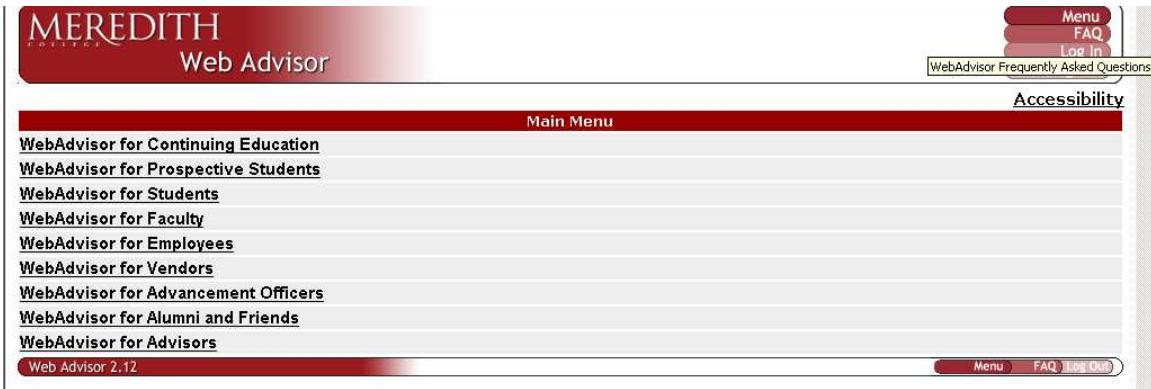 MEREDITH
COLLEGE
Web Advisor
Menu
FAQ
Log In
WebAdvisor Frequently Asked Questions
Accessibility
Main Menu
WebAdvisor for Continuing Education
WebAdvisor for Prospective Students
WebAdvisor for Students
WebAdvisor for Faculty
WebAdvisor for Employees
WebAdvisor for Vendors
WebAdvisor for Advancement Officers
WebAdvisor for Alumni and Friends
WebAdvisor for Advisors
Web Advisor 2.12
Menu FAQ Log Out